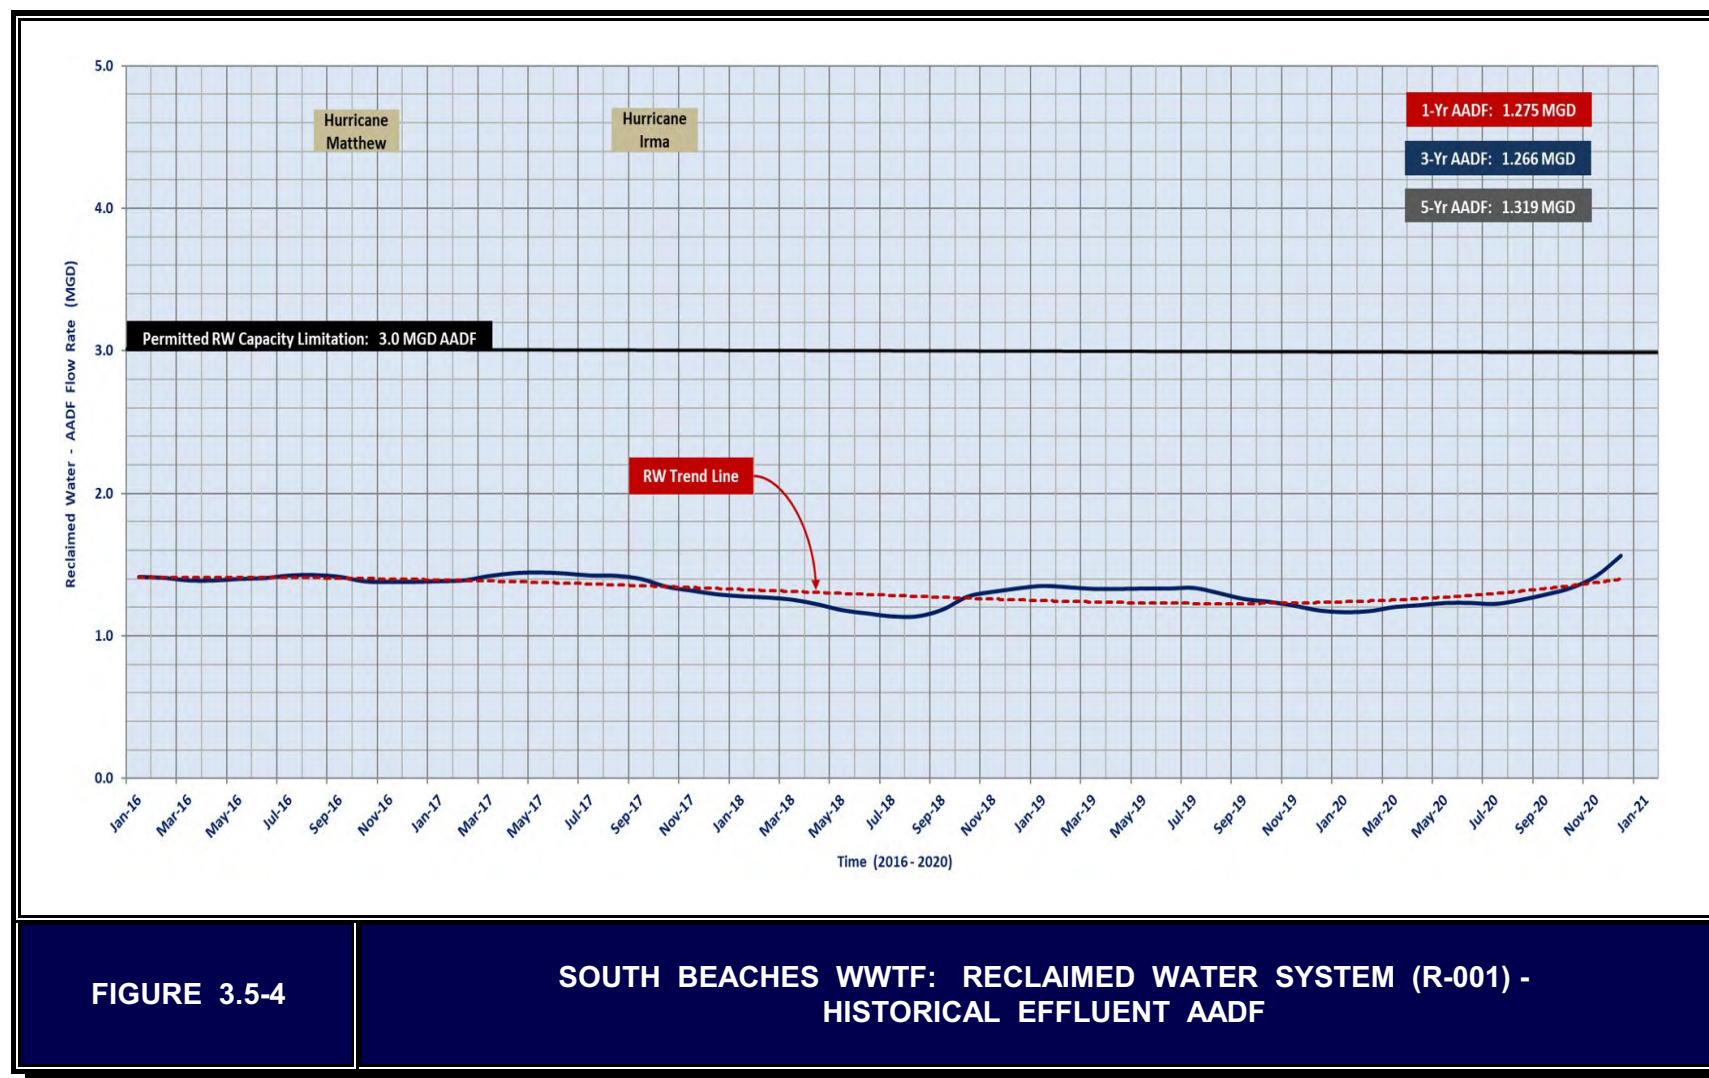 5.0
4.0
3.0
2.0
1.0
0.0
Reclaimed Water - AADF Flow Rate (MGD)
Hurricane
Matthew
Hurricane
Irma
1-Yr AADF: 1.275 MGD
3-Yr AADF: 1.266 MGD
5-Yr AADF: 1.319 MGD
Permitted RW Capacity Limitation: 3.0 MGD AADF
RW Trend Line
Jan-16
Mar-16
May-16
Jul-16
Sep-16
Nov-16
Jan-17
Mar-17
May-17
Jul-17
Sep-17
Nov-17
Jan-18
Mar-18
May-18
Jul-18
Sep-18
Nov-18
Jan-19
Mar-19
May-19
Jul-19
Sep-19
Nov-19
Jan-20
Mar-20
May-20
Jul-20
Sep-20
Nov-20
Jan-21
Time (2016 - 2020)
FIGURE 3.5-4
SOUTH BEACHES WWTF: RECLAIMED WATER SYSTEM (R-001) -
HISTORICAL EFFLUENT AADF